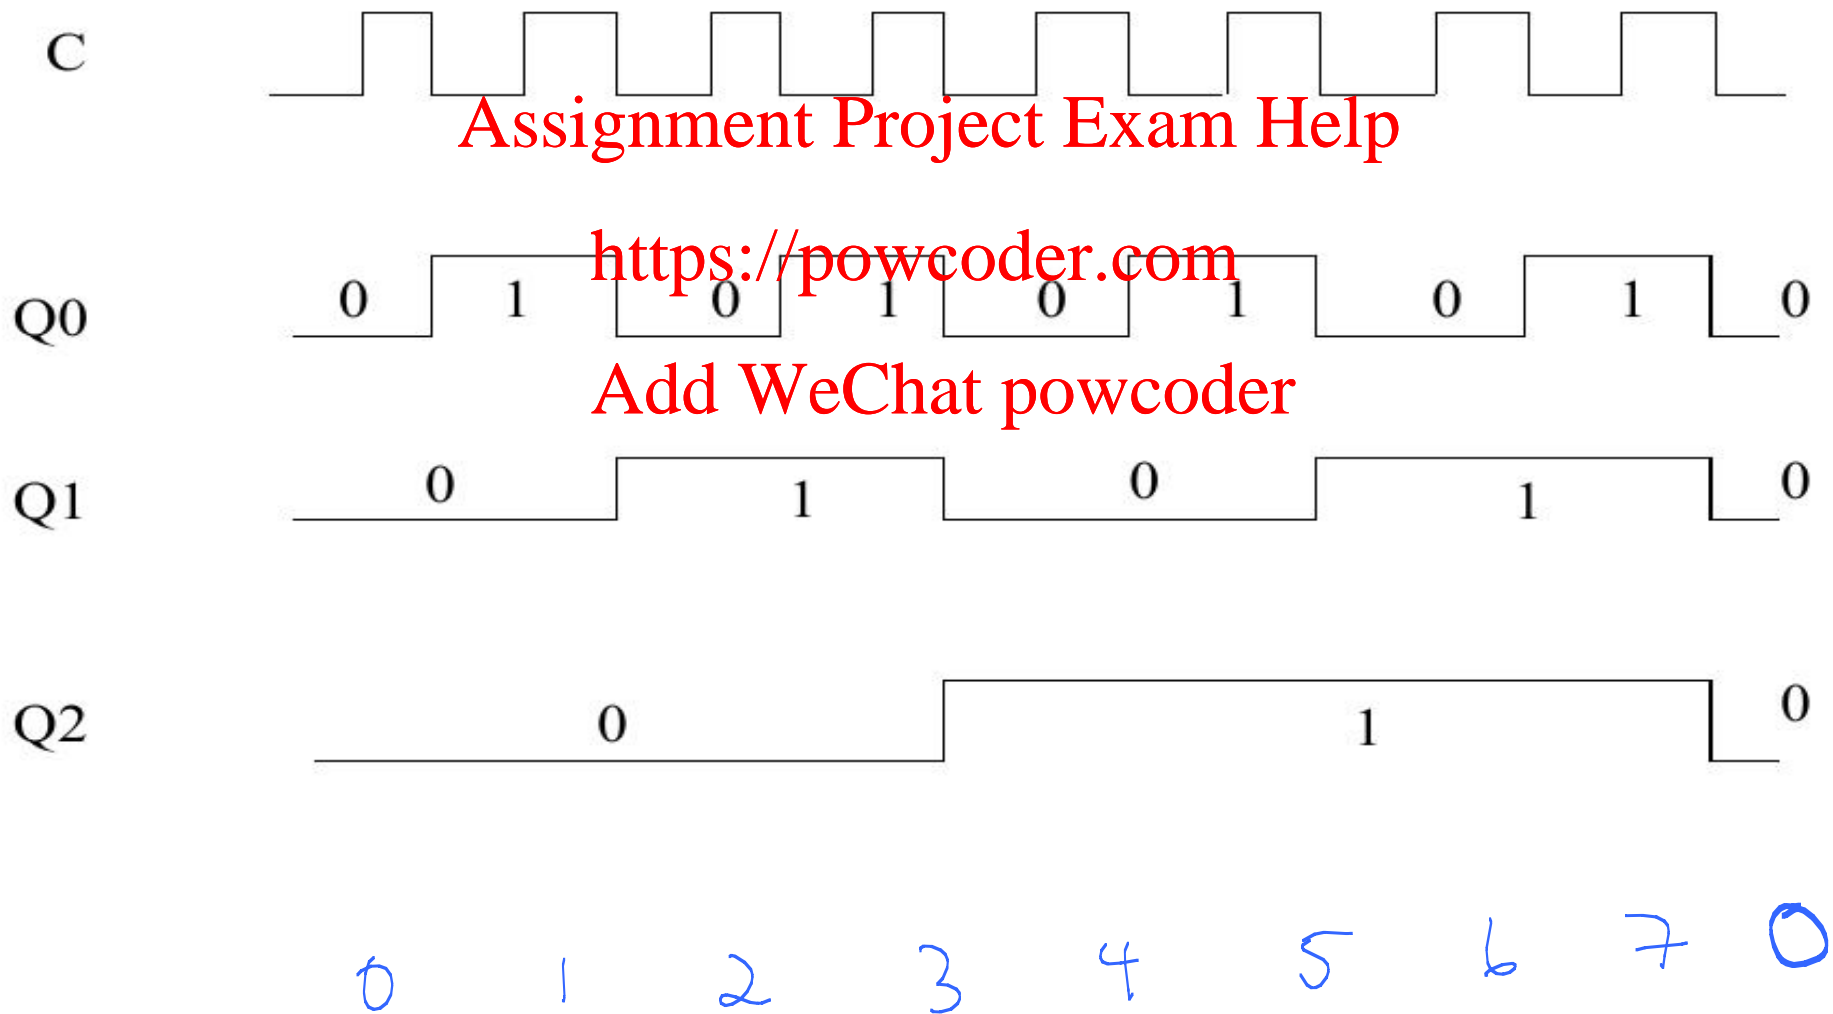 C
Assignment Project Exam Help
https://powcoder.com
Q0 0 1 0 1 0 1 0 1 0
Add WeChat powcoder
Q1 0 1 0 1 0
Q2 0 1 0
0 1 2 3 4 5 6 7 0